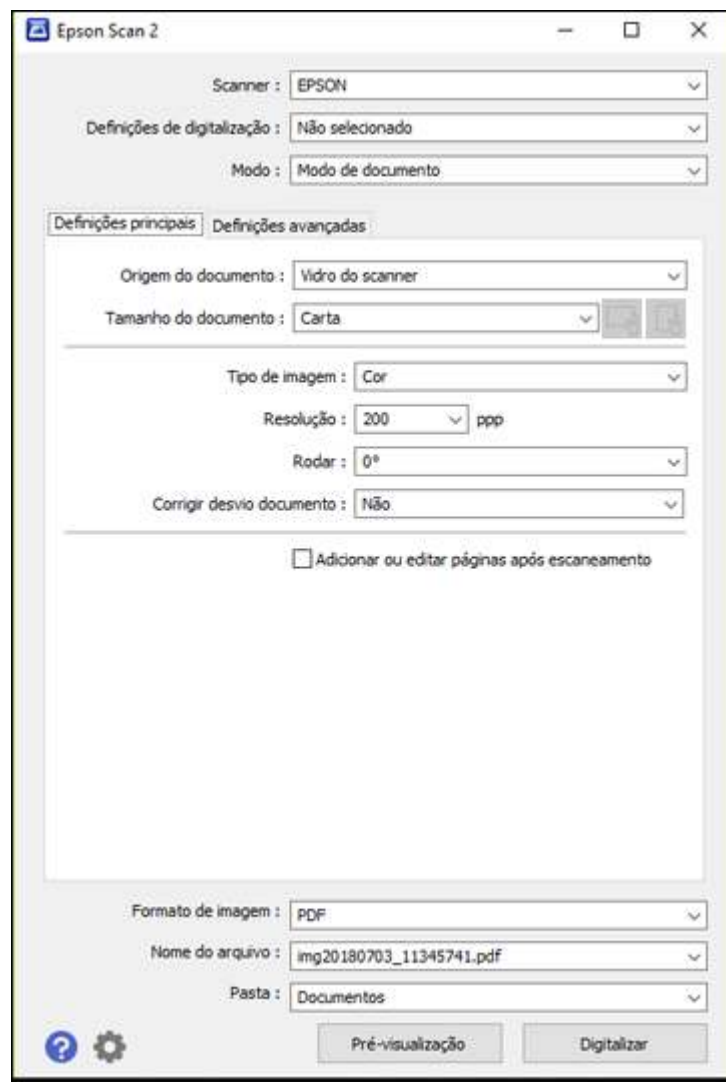 Epson Scan 2
Scanner : EPSON
Definições de digitalização : Não selecionado
Modo : Modo de documento
Definições principais Definições avançadas
Origem do documento : Vidro do scanner
Tamanho do documento : Carta
Tipo de imagem : Cor
Resolução : 200 ppp
Rodar : 0°
Corrigir desvio documento : Não
Adicionar ou editar páginas após escaneamento
Formato de imagem : PDF
Nome do arquivo : img20180703_11345741.pdf
Pasta : Documentos
? Pré-visualização Digitalizar